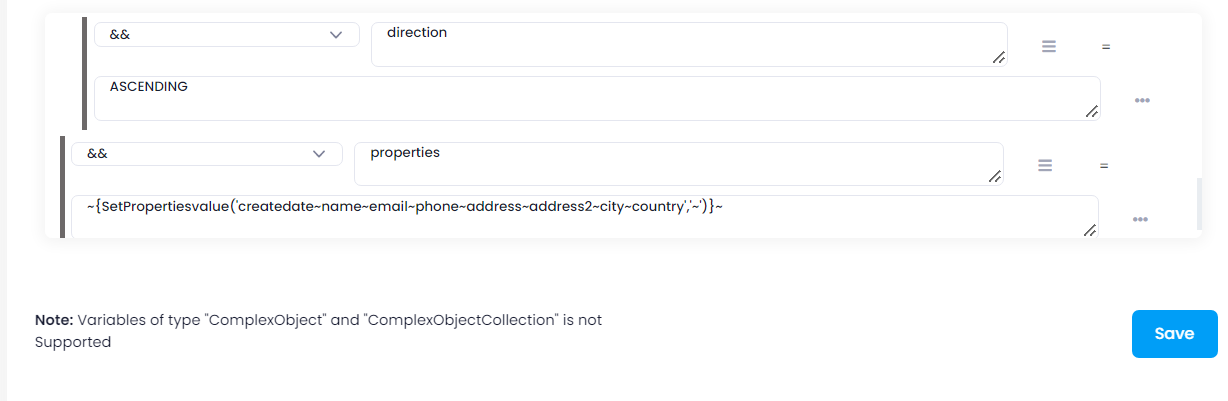 && direction =
ASCENDING
&& properties =
~{SetPropertiesvalue('createdate~name~email~phone~address~address2~city~country','~')}~
Note: Variables of type "ComplexObject" and "ComplexObjectCollection" is not
Supported
Save